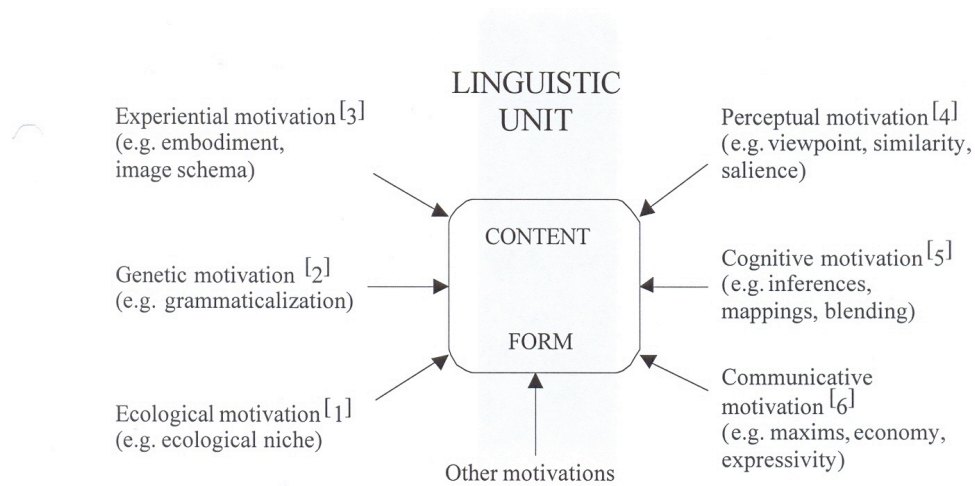 LINGUISTIC
UNIT
Experiential motivation [3]
(e.g. embodiment,
image schema)
Genetic motivation [2]
(e.g. grammaticalization)
Ecological motivation [1]
(e.g. ecological niche)
CONTENT
FORM
Other motivations
Perceptual motivation [4]
(e.g. viewpoint, similarity,
salience)
Cognitive motivation [5]
(e.g. inferences,
mappings, blending)
Communicative
motivation [6]
(e.g. maxims, economy,
expressivity)